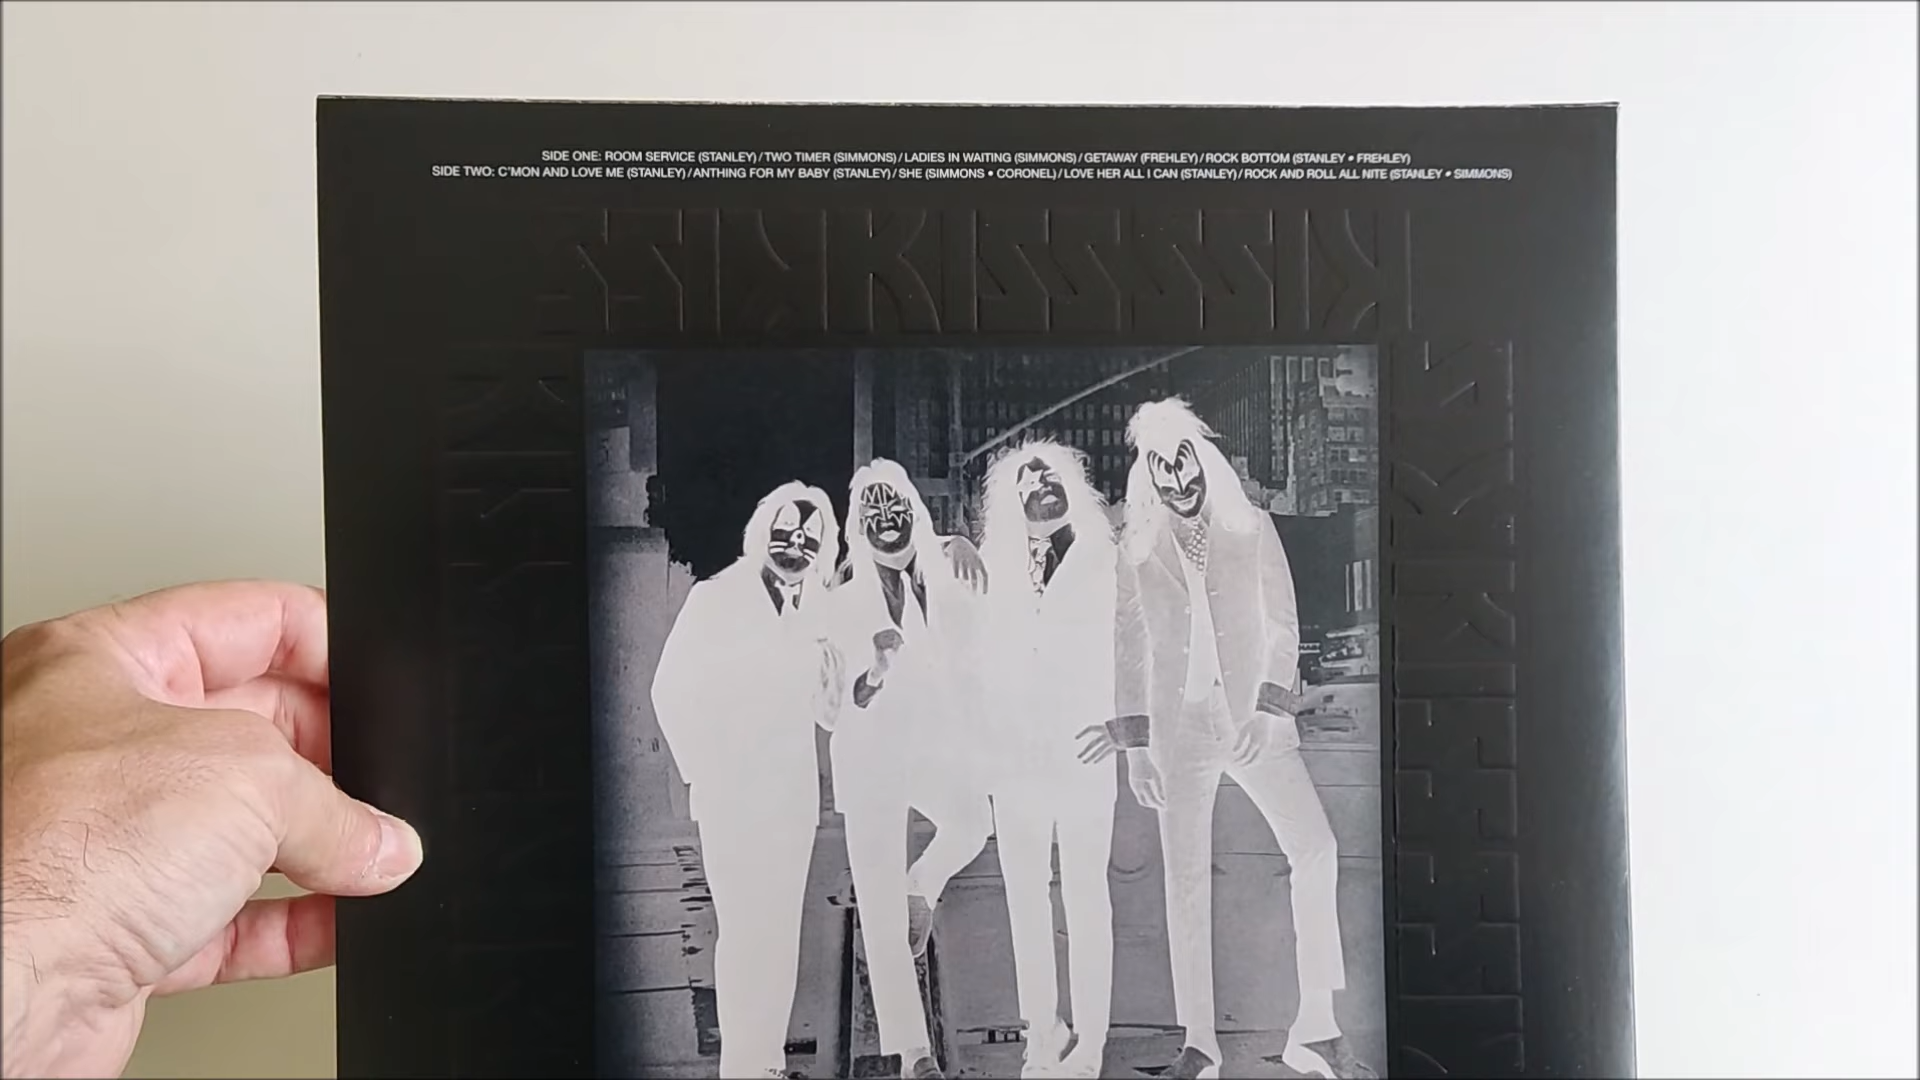 SIDE ONE: ROOM SERVICE (STANLEY) / TWO TIMER (SIMMONS) / LADIES IN WAITING (SIMMONS) / GETAWAY (FREHLEY) / ROCK BOTTOM (STANLEY • FREHLEY)
SIDE TWO: C'MON AND LOVE ME (STANLEY) / ANTHING FOR MY BABY (STANLEY) / SHE (SIMMONS • CORONEL) / LOVE HER ALL I CAN (STANLEY) / ROCK AND ROLL ALL NITE (STANLEY • SIMMONS)
KISS